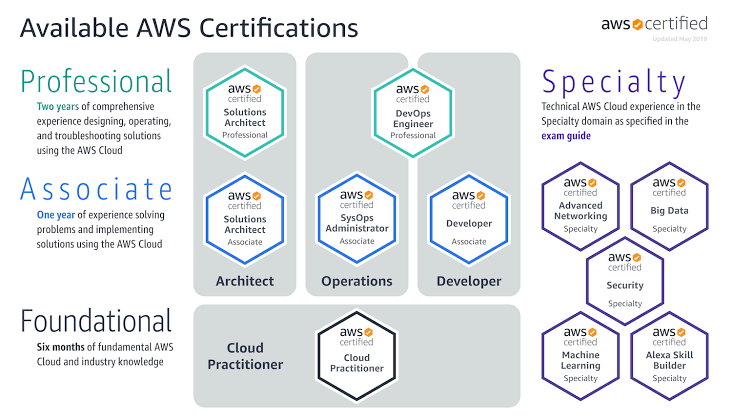 Available AWS Certifications
aws certified
Updated May 2019
Professional
Two years of comprehensive
experience designing, operating,
and troubleshooting solutions
using the AWS Cloud
aws
certified
Solutions
Architect
Professional
aws
certified
DevOps
Engineer
Professional
Associate
One year of experience solving
problems and implementing
solutions using the AWS Cloud
aws
certified
Solutions
Architect
Associate
aws
certified
SysOps
Administrator
Associate
aws
certified
Developer
Associate
Architect
Operations
Developer
Foundational
Six months of fundamental AWS
Cloud and industry knowledge
Cloud
Practitioner
aws
certified
Cloud
Practitioner
Specialty
Technical AWS Cloud experience in the
Specialty domain as specified in the
exam guide
aws
certified
Advanced
Networking
Specialty
aws
certified
Big Data
Specialty
aws
certified
Security
Specialty
aws
certified
Machine
Learning
Specialty
aws
certified
Alexa Skill
Builder
Specialty